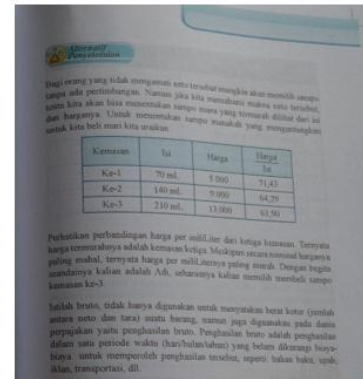 Alternatif
Penyelesaian
Bagi orang yang tidak mengamati seto tersebut mungkin akan memilih sampo
tanpa ada pertimbangan. Namun jika kita memahami makna seto tersebut,
tentu kita akan bisa menentukan sampo mana yang termurah dilihat dari isi
dan harganya. Untuk menentukan sampo manakah yang menguntungkan
untuk kita beli mari kita uraikan
Kemasan Isi Harga Harga
Isi
Ke-1 70 ml. 5.000 71,43
Ke-2 140 ml. 9.000 64,29
Ke-3 210 ml. 13.000 61,90
Perhatikan perbandingan harga per miliLiter dari ketiga kemasan. Ternyata
harga termurahnya adalah kemasan ketiga. Meskipun secara nominal harganya
paling mahal, ternyata harga per miliLiternya paling murah. Dengan begitu
seandainya kalian adalah Adi, seharusnya kalian memilih membeli sampo
kemasan ke-3.
Istilah bruto, tidak hanya digunakan untuk menyatakan berat kotor (jumlah
antara neto dan tara) suatu barang, namun juga digunakan pada dunia
perpajakan yaitu penghasilan bruto. Penghasilan bruto adalah penghasilan
dalam satu periode waktu (hari/bulan/tahun) yang belum dikurangi biaya-
biaya untuk memperoleh penghasilan tersebut, seperti: bahan baku, upah,
iklan, transportasi, dll.